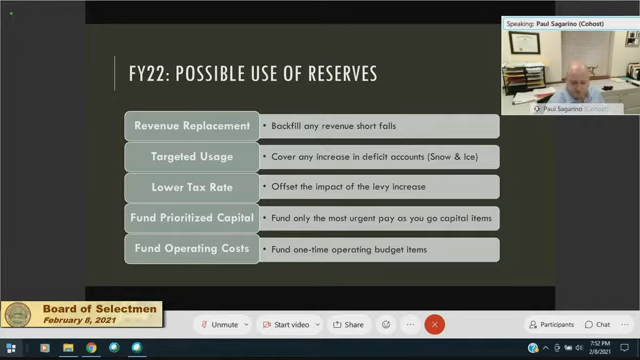 Speaking: Paul Sagarino (Cohost)
Paul Sagarino (Cohost)
FY22: POSSIBLE USE OF RESERVES
Revenue Replacement • Backfill any revenue short falls
Targeted Usage • Cover any increase in deficit accounts (Snow & Ice)
Lower Tax Rate • Offset the impact of the levy increase
Fund Prioritized Capital • Fund only the most urgent pay as you go capital items
Fund Operating Costs • Fund one-time operating budget items
Board of Selectmen
February 8, 2021
Unmute Start video Share Participants Chat
7:52 PM
2/8/2021